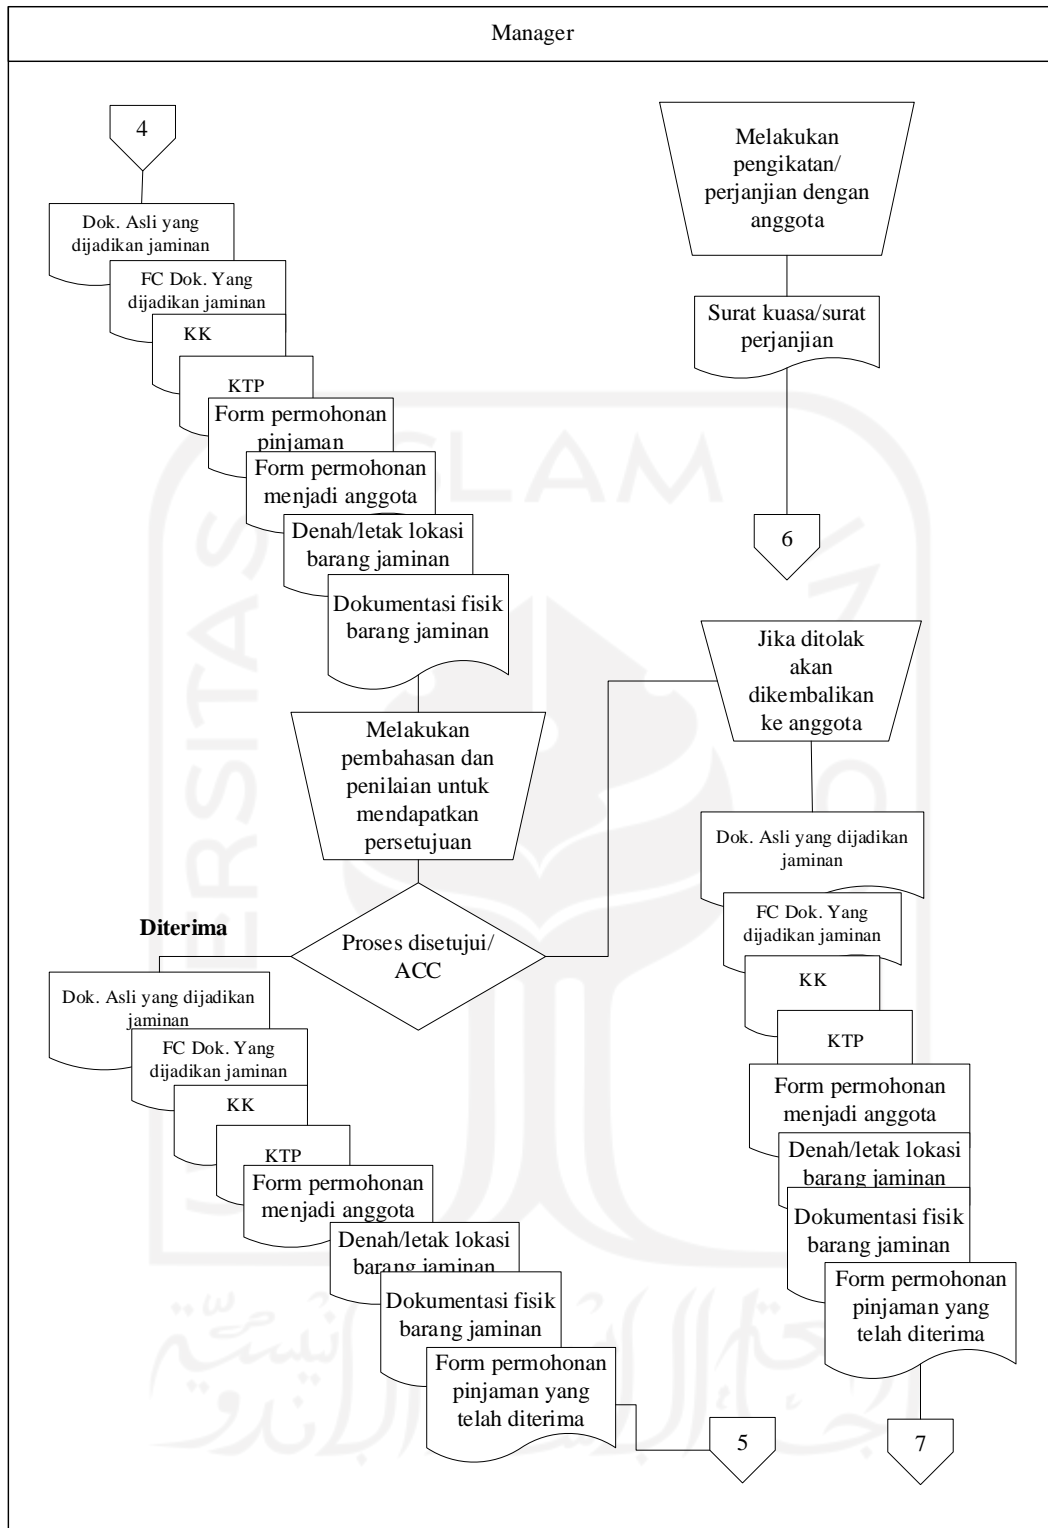 Manager
4
Dok. Asli yang
dijadikan jaminan
FC Dok. Yang
dijadikan jaminan
KK
KTP
Form permohonan
pinjaman
Form permohonan
menjadi anggota
Denah/letak lokasi
barang jaminan
Dokumentasi fisik
barang jaminan
Melakukan
pembahasan dan
penilaian untuk
mendapatkan
persetujuan
Proses disetujui/
ACC
Diterima
Dok. Asli yang dijadikan
jaminan
FC Dok. Yang
dijadikan jaminan
KK
KTP
Form permohonan
menjadi anggota
Denah/letak lokasi
barang jaminan
Dokumentasi fisik
barang jaminan
Form permohonan
pinjaman yang
telah diterima
5
Melakukan
pengikatan/
perjanjian dengan
anggota
Surat kuasa/surat
perjanjian
6
Jika ditolak
akan
dikembalikan
ke anggota
Dok. Asli yang dijadikan
jaminan
FC Dok. Yang
dijadikan jaminan
KK
KTP
Form permohonan
menjadi anggota
Denah/letak lokasi
barang jaminan
Dokumentasi fisik
barang jaminan
Form permohonan
pinjaman yang
telah diterima
7